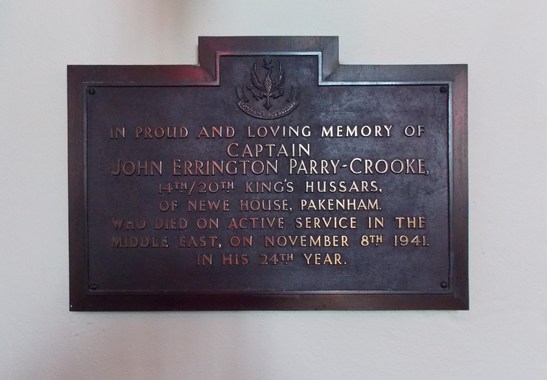 IN PROUD AND LOVING MEMORY OF
CAPTAIN
JOHN ERRINGTON PARRY-CROOKE,
14TH/20TH KING'S HUSSARS,
OF NEWE HOUSE, PAKENHAM.
WHO DIED ON ACTIVE SERVICE IN THE
MIDDLE EAST, ON NOVEMBER 8TH 1941.
IN HIS 24TH YEAR.